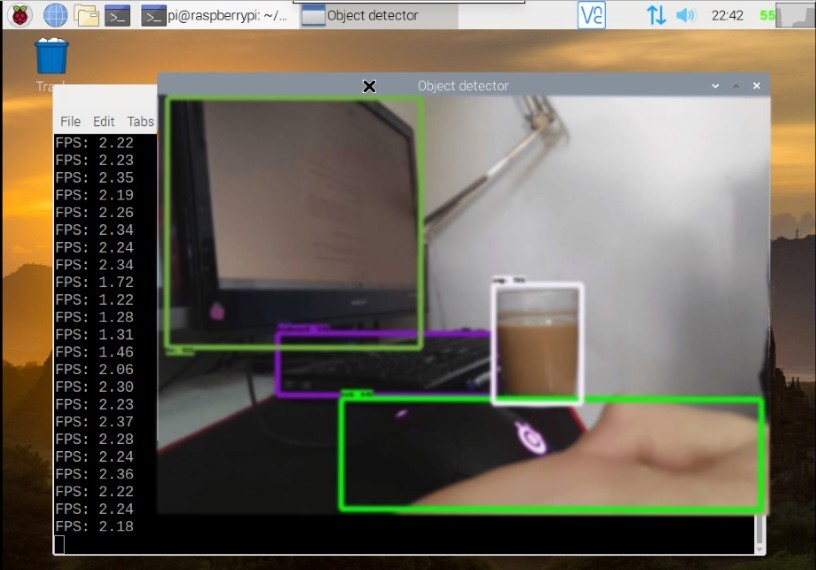 pi@raspberrypi: ~/...
Object detector
22:42
55
Object detector
File Edit Tabs
FPS: 2.22
FPS: 2.23
FPS: 2.35
FPS: 2.19
FPS: 2.26
FPS: 2.34
FPS: 2.24
FPS: 2.34
FPS: 1.72
FPS: 1.22
FPS: 1.28
FPS: 1.31
FPS: 1.46
FPS: 2.06
FPS: 2.30
FPS: 2.23
FPS: 2.37
FPS: 2.28
FPS: 2.24
FPS: 2.36
FPS: 2.22
FPS: 2.24
FPS: 2.18